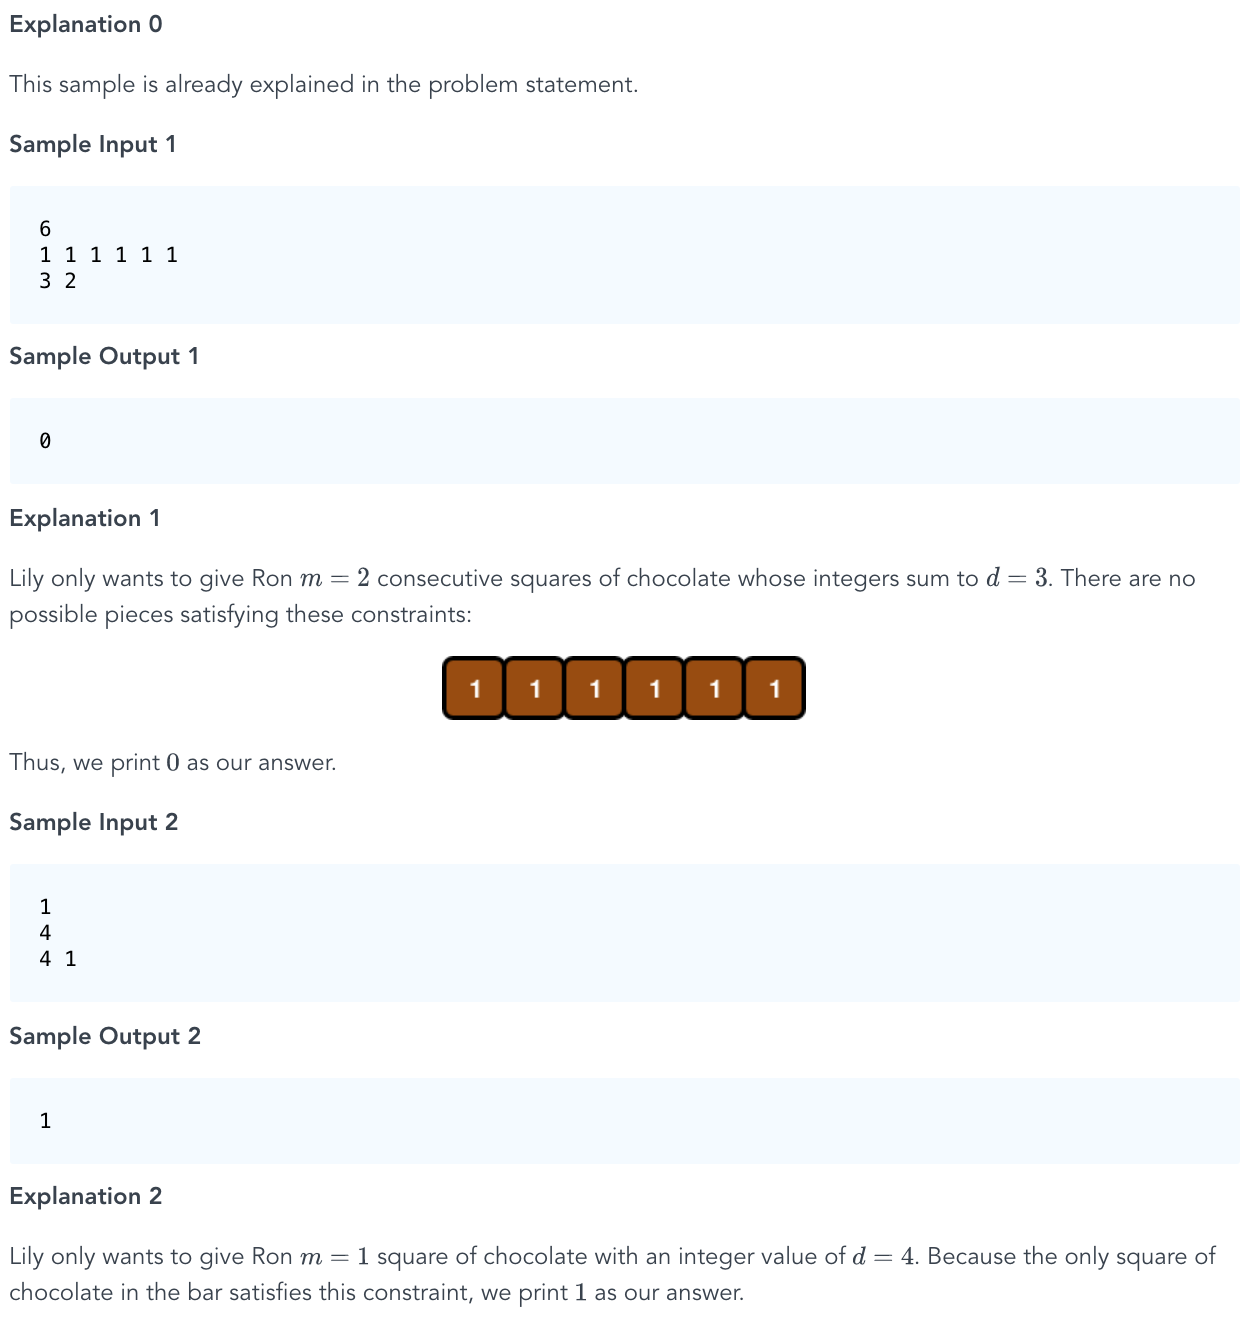 Explanation 0
This sample is already explained in the problem statement.
Sample Input 1
6
1 1 1 1 1 1
3 2
Sample Output 1
0
Explanation 1
Lily only wants to give Ron m = 2 consecutive squares of chocolate whose integers sum to d = 3. There are no
possible pieces satisfying these constraints:
1 1 1 1 1 1
Thus, we print 0 as our answer.
Sample Input 2
1
4
4 1
Sample Output 2
1
Explanation 2
Lily only wants to give Ron m = 1 square of chocolate with an integer value of d = 4. Because the only square of
chocolate in the bar satisfies this constraint, we print 1 as our answer.